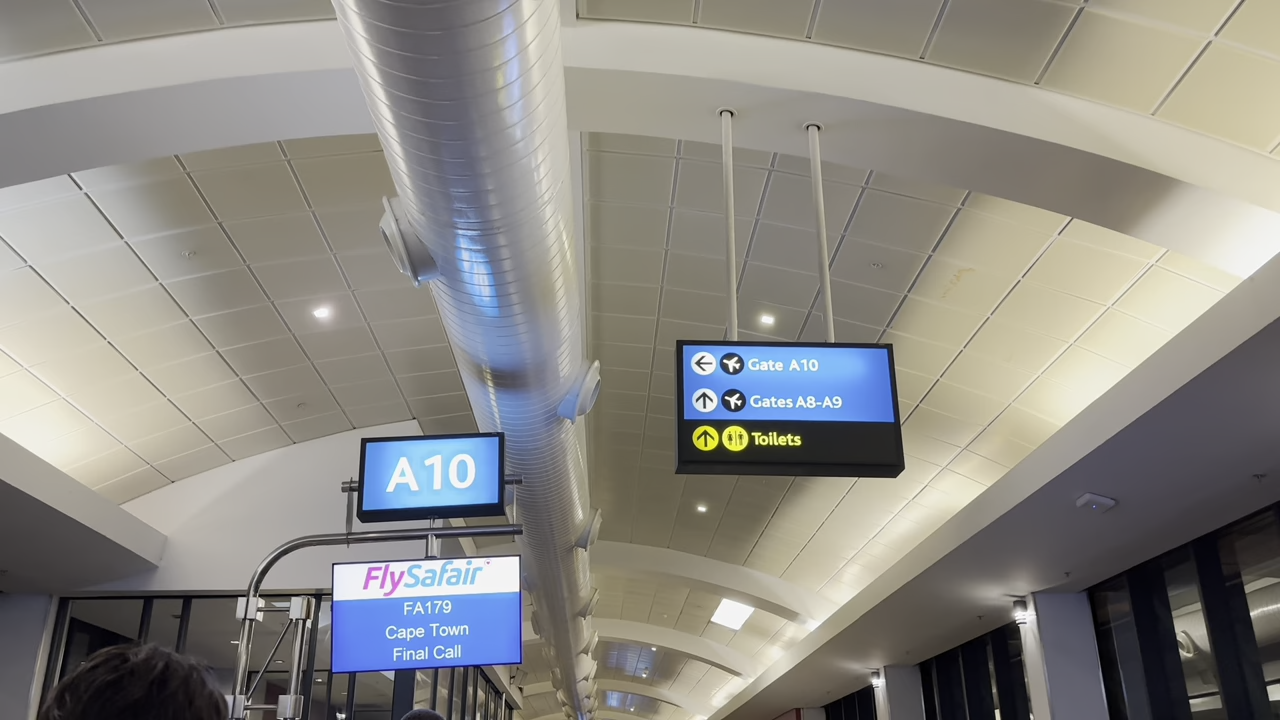 Gate A10
Gates A8-A9
Toilets
A10
FlySafair
FA179
Cape Town
Final Call